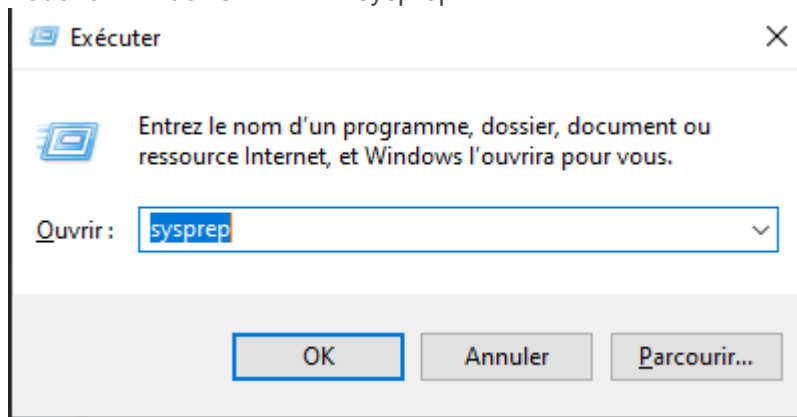 Exécuter
Entrez le nom d'un programme, dossier, document ou
ressource Internet, et Windows l'ouvrira pour vous.
Ouvrir : sysprep
OK Annuler Parcourir...